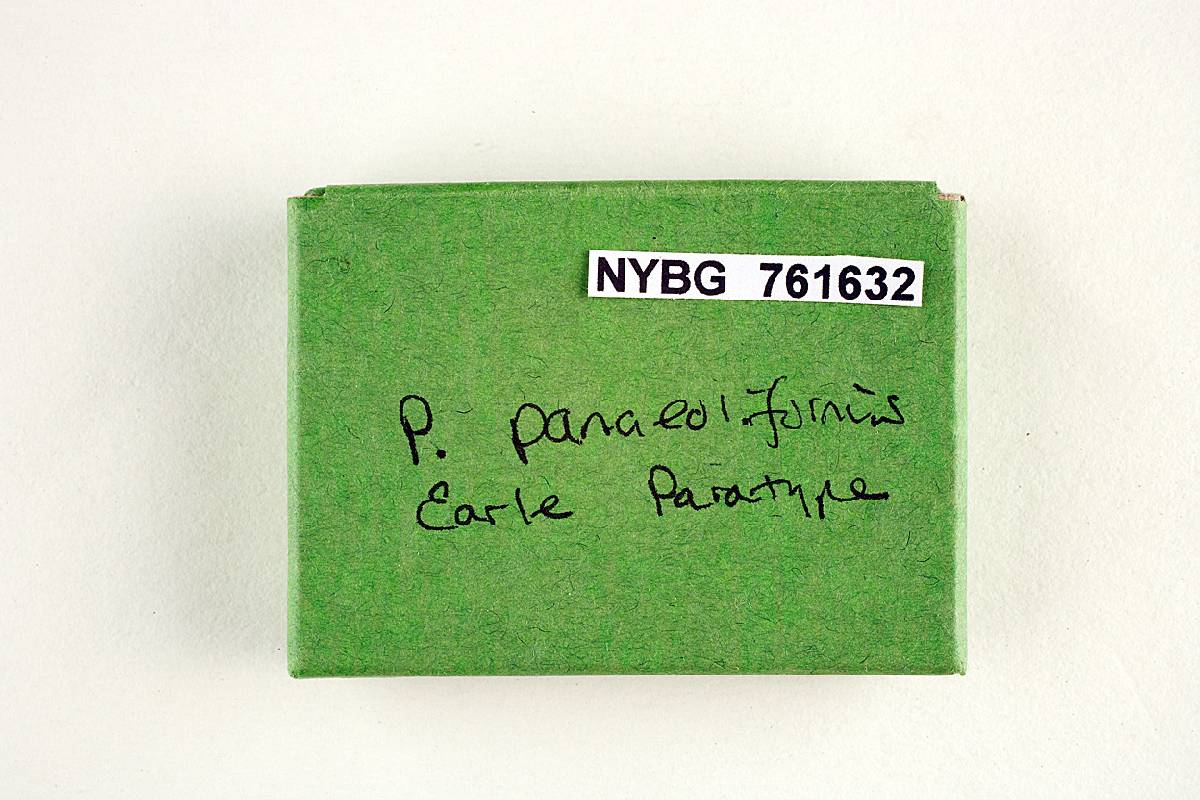 NYBG 761632
P. panaeoliformis
Earle Paratype